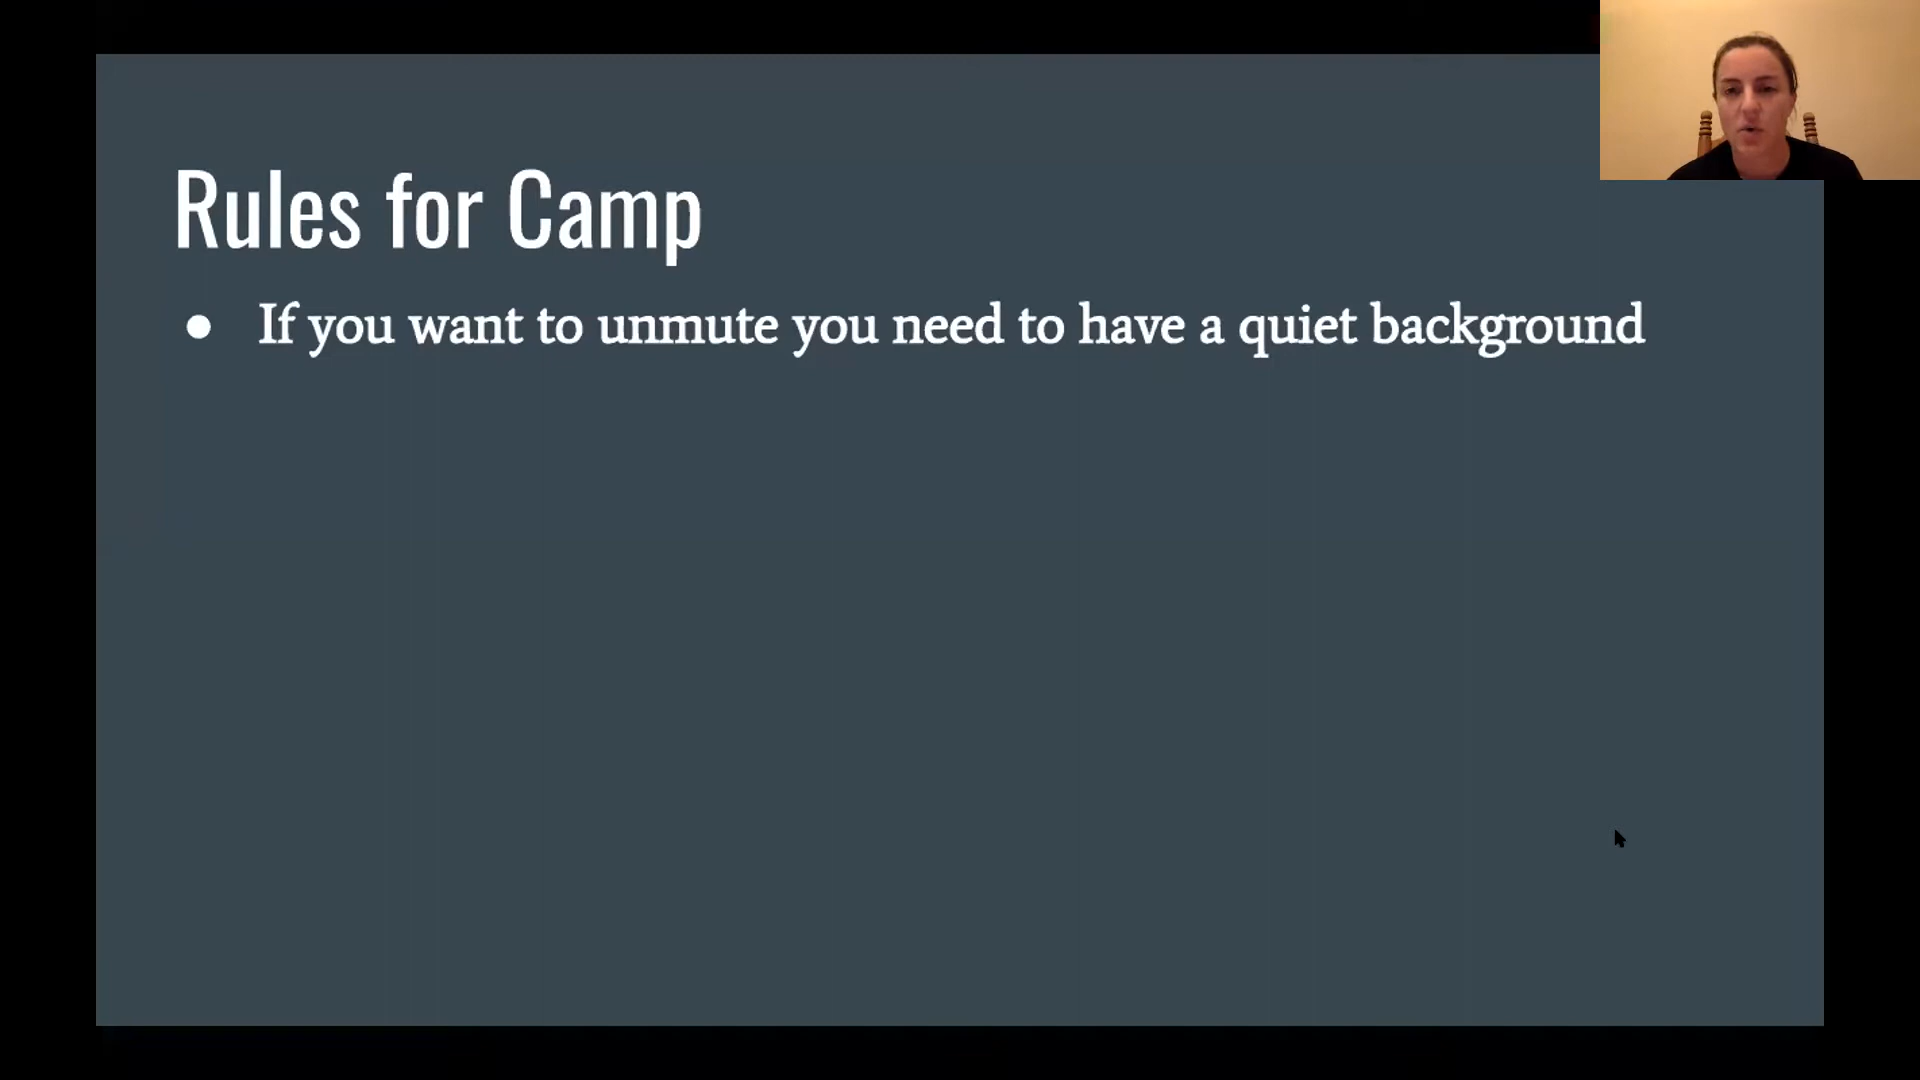 Rules for Camp
● If you want to unmute you need to have a quiet background